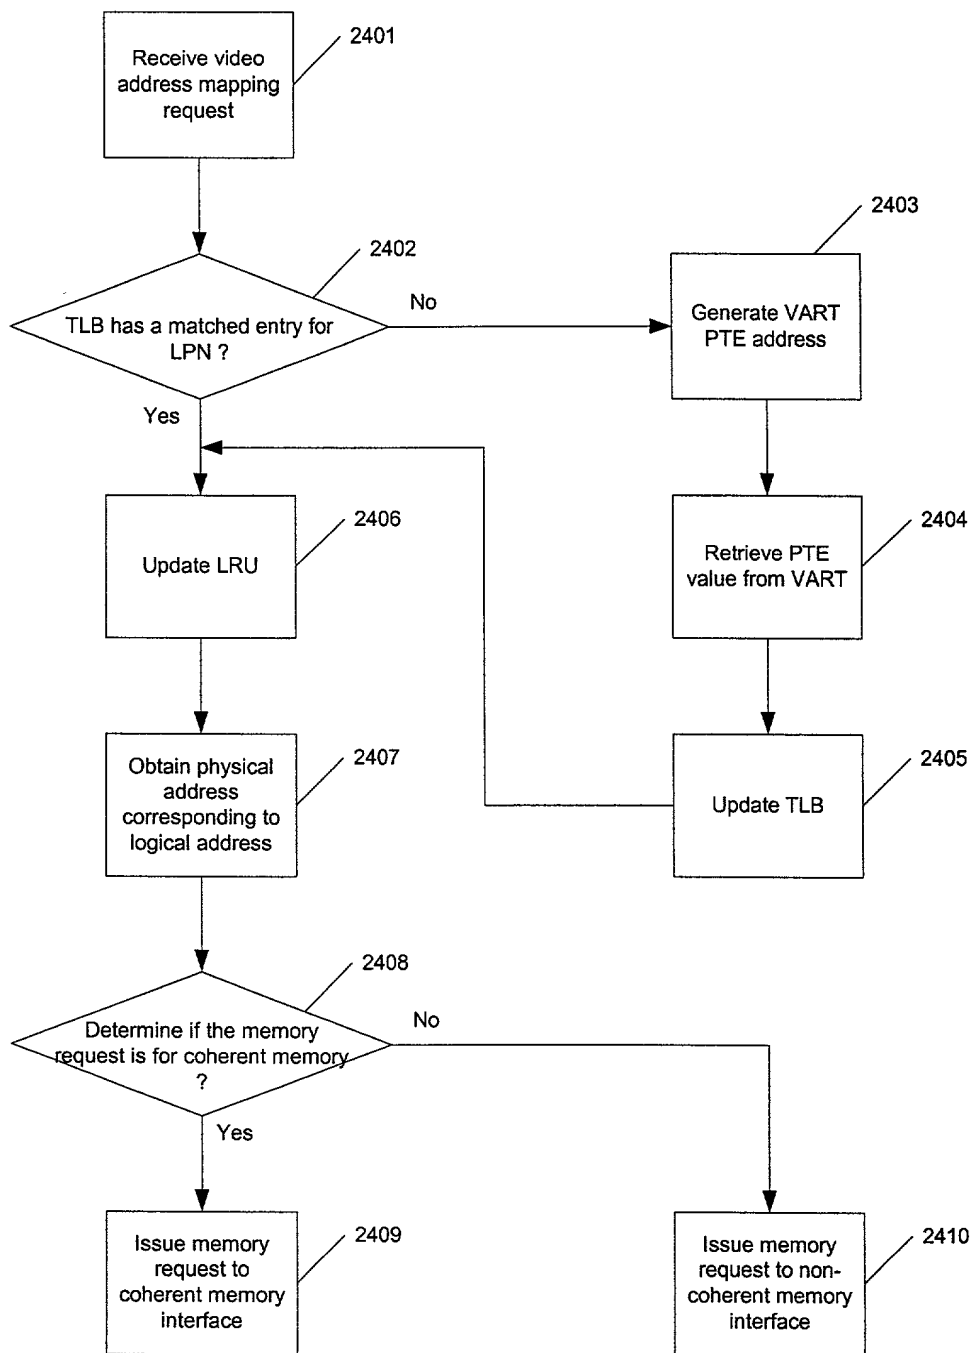 2401
Receive video
address mapping
request
2402
TLB has a matched entry for
LPN ?
No
Yes
2403
Generate VART
PTE address
2404
Retrieve PTE
value from VART
2405
Update TLB
2406
Update LRU
2407
Obtain physical
address
corresponding to
logical address
2408
Determine if the memory
request is for coherent memory
?
No
Yes
2409
Issue memory
request to
coherent memory
interface
2410
Issue memory
request to non-
coherent memory
interface